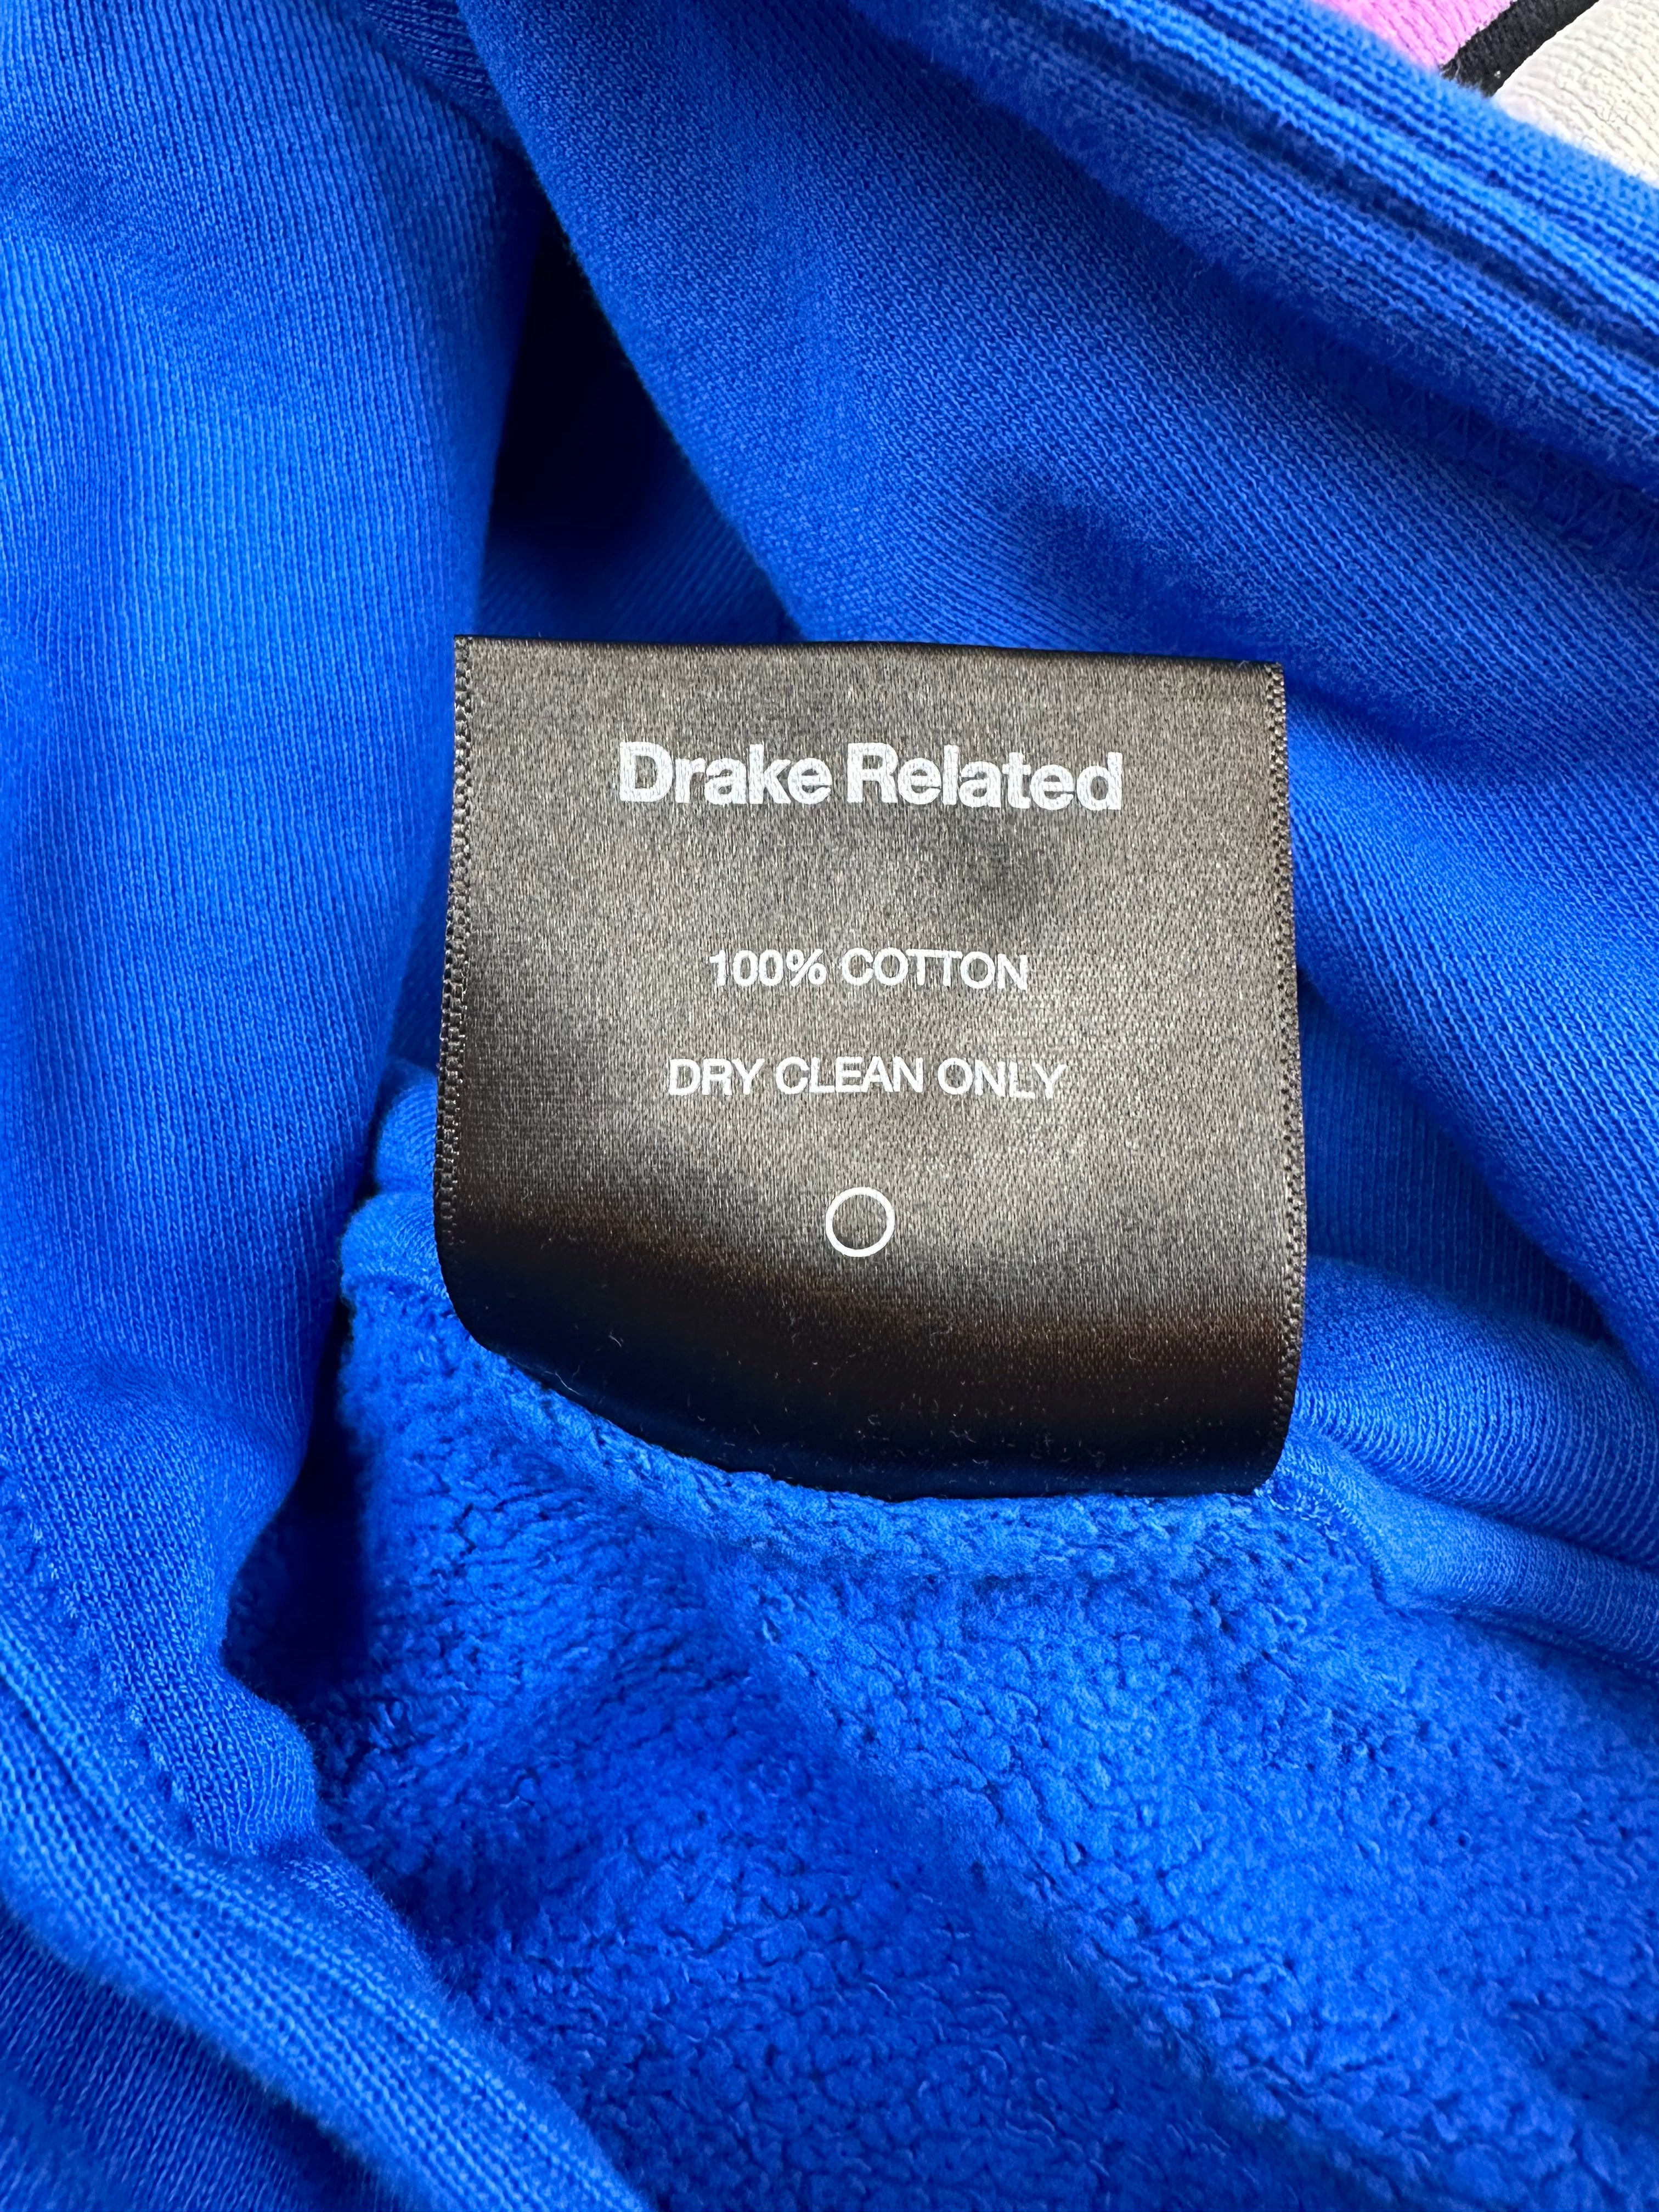 Drake Related
100% COTTON
DRY CLEAN ONLY